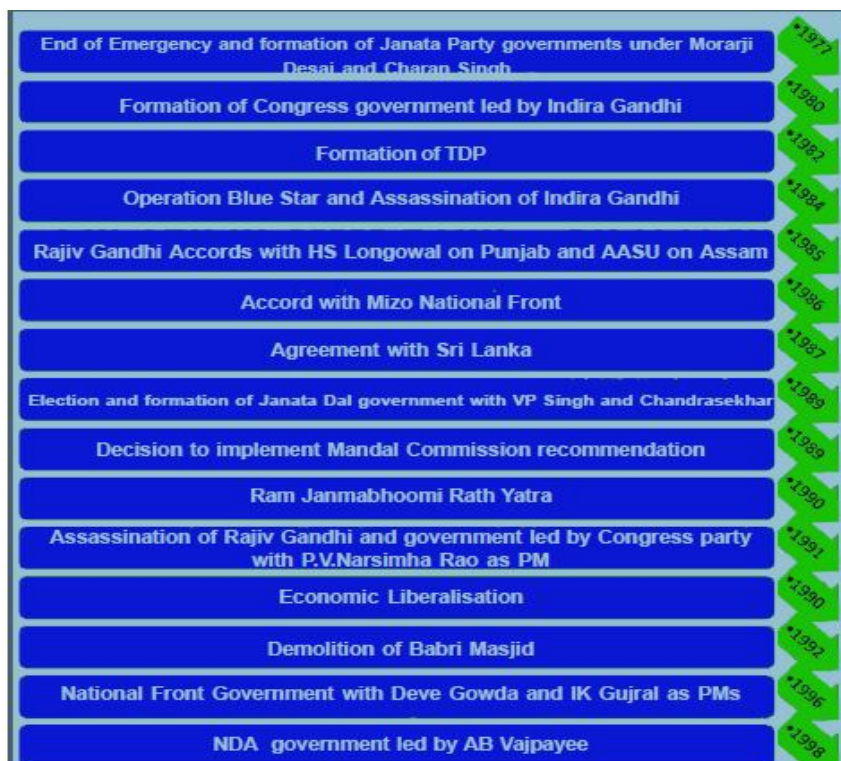 End of Emergency and formation of Janata Party governments under Morarji
Desai and Charan Singh
•1977
Formation of Congress government led by Indira Gandhi
•1980
Formation of TDP
•1982
Operation Blue Star and Assassination of Indira Gandhi
•1984
Rajiv Gandhi Accords with HS Longowal on Punjab and AASU on Assam
•1985
Accord with Mizo National Front
•1986
Agreement with Sri Lanka
•1987
Election and formation of Janata Dal government with VP Singh and Chandrasekhar
•1989
Decision to implement Mandal Commission recommendation
•1989
Ram Janmabhoomi Rath Yatra
•1990
Assassination of Rajiv Gandhi and government led by Congress party
with P.V.Narsimha Rao as PM
•1991
Economic Liberalisation
•1990
Demolition of Babri Masjid
•1992
National Front Government with Deve Gowda and IK Gujral as PMs
•1996
NDA government led by AB Vajpayee
•1998